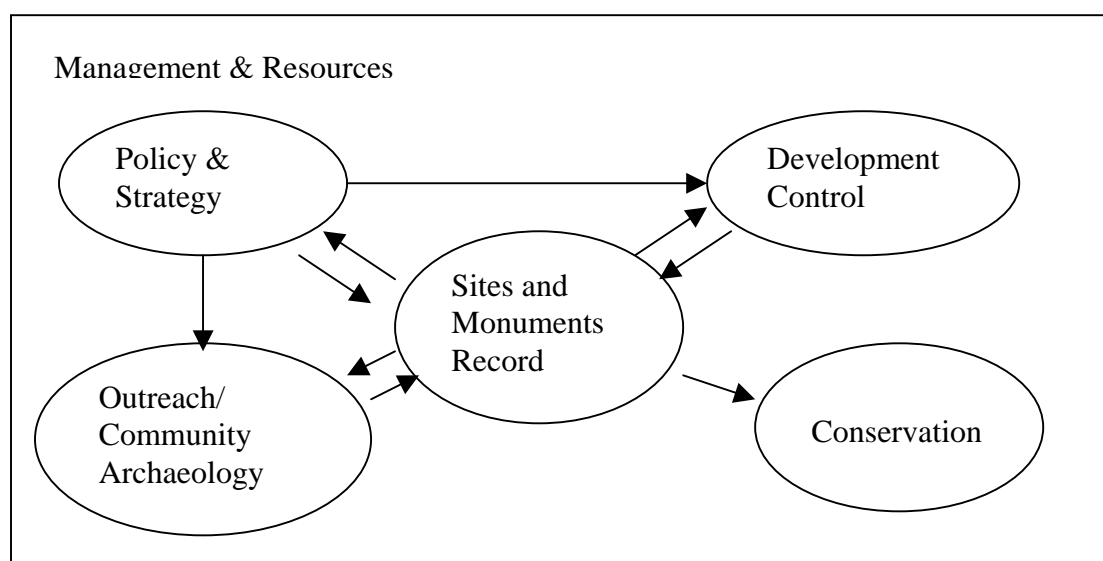 Management & Resources
Policy &
Strategy
Development
Control
Sites and
Monuments
Record
Outreach/
Community
Archaeology
Conservation